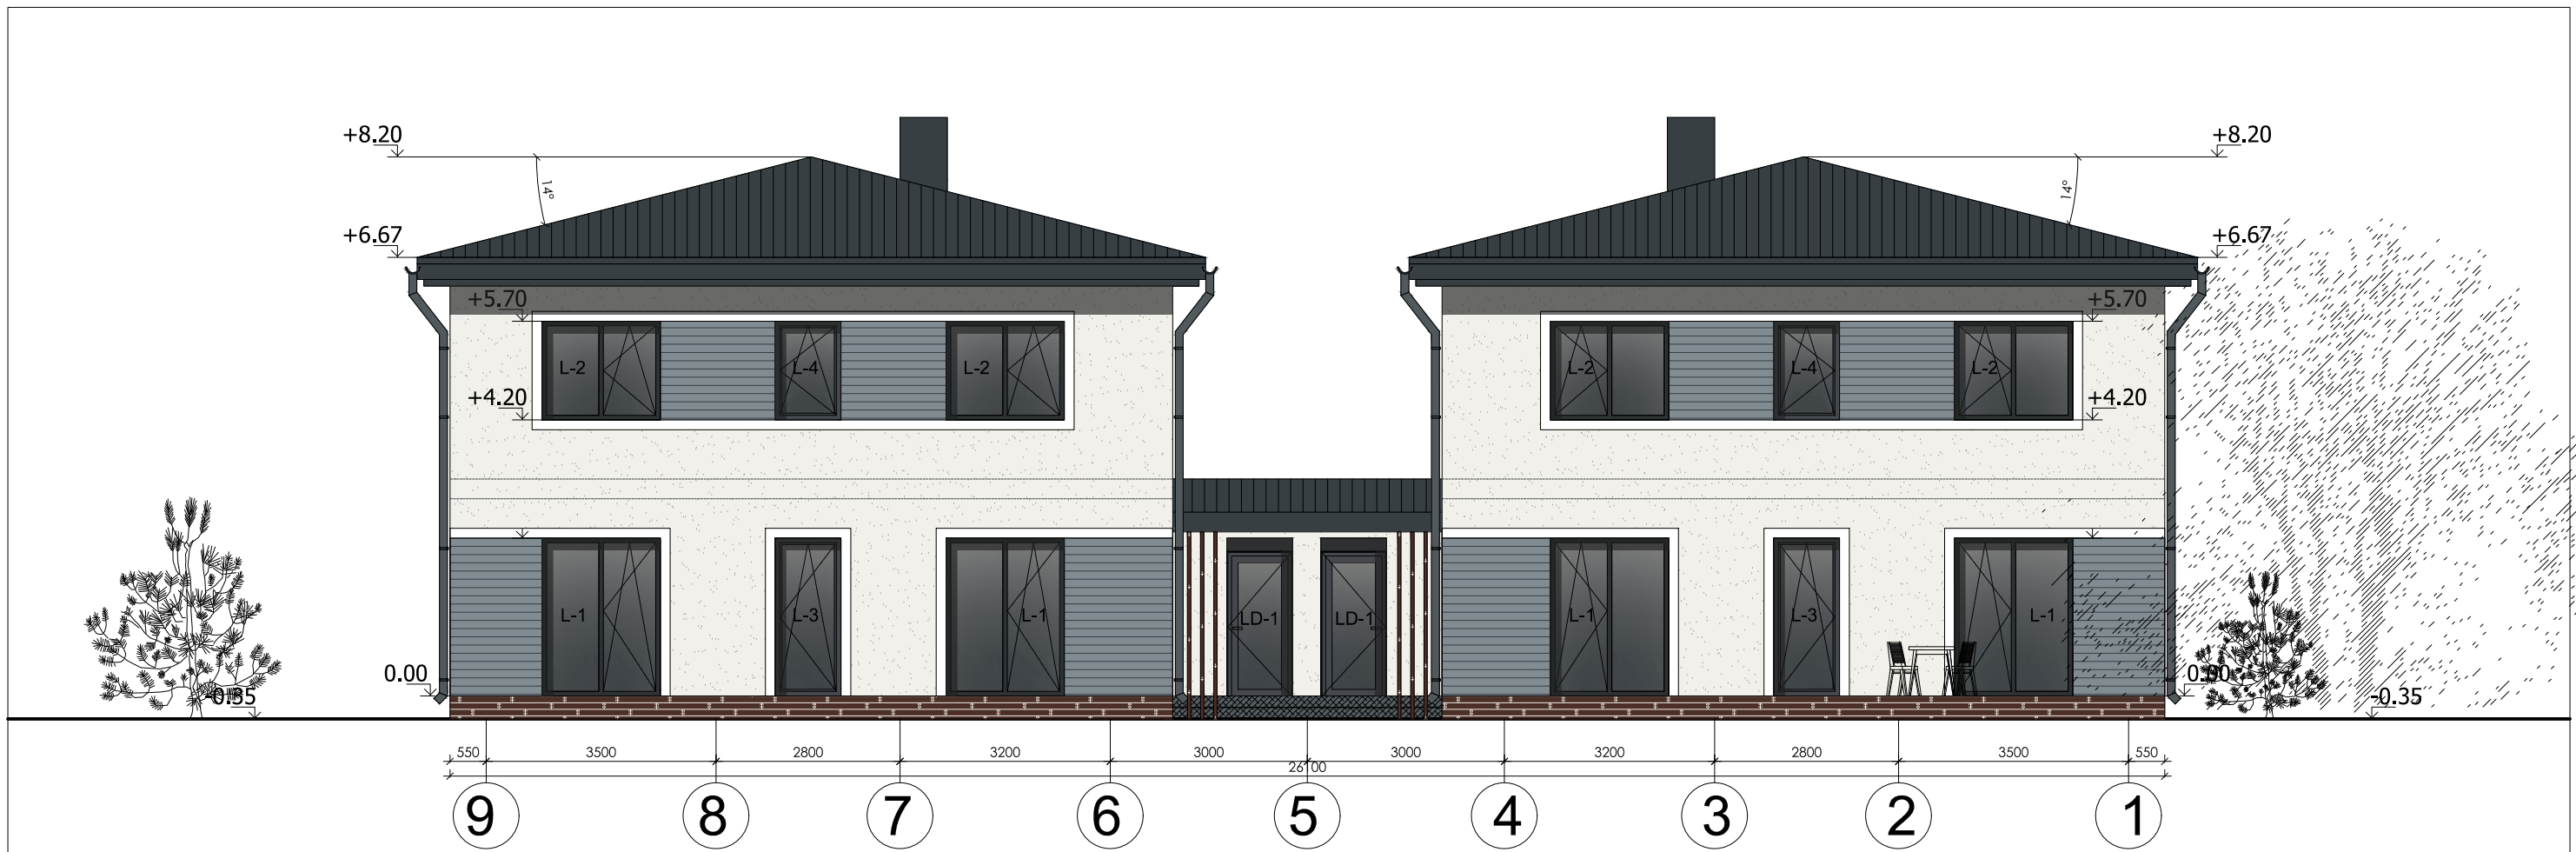 +8.20 +8.20
14° 14°
+6.67 +6.67
+5.70 +5.70
L-2 L-4 L-2 L-2 L-4 L-2
+4.20 +4.20
L-1 L-3 L-1 LD-1 LD-1 L-1 L-3 L-1
0.00 0.00
-0.35 -0.35
550 3500 2800 3200 3000 3000 3200 2800 3500 550
26100
9 8 7 6 5 4 3 2 1